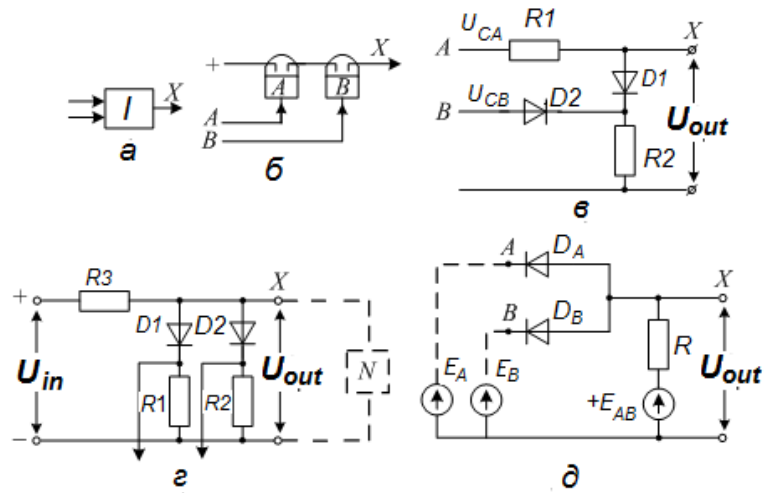 I
X
а
+
A
B
X
A
B
б
U_CA
R1
X
A
D1
U_CB
D2
B
U_out
R2
в
R3
X
+
D1
D2
U_in
U_out
N
R1
R2
−
г
A
D_A
X
B
D_B
R
E_A
E_B
U_out
+E_AB
д